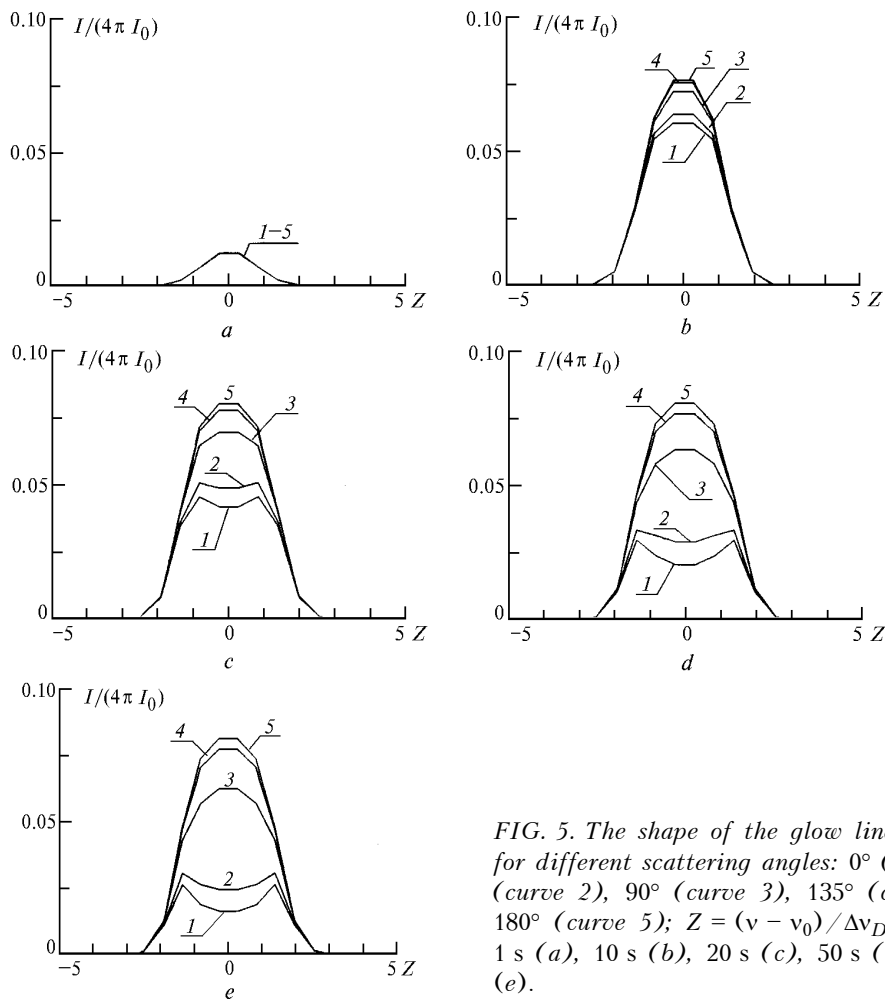 0.10 I/(4π I₀)
0.05
1–5
0
−5 0 5 Z
a
0.10 I/(4π I₀)
4 5 3
2
0.05
1
0
−5 0 5 Z
b
0.10 I/(4π I₀)
4 5 3
2
0.05
1
0
−5 0 5 Z
c
0.10 I/(4π I₀)
4 5
3
0.05
2
1
0
−5 0 5 Z
d
0.10 I/(4π I₀)
4 5
3
0.05
2
1
0
−5 0 5 Z
e
FIG. 5. The shape of the glow
for different scattering angles: 0°
(curve 2), 90° (curve 3), 135°
180° (curve 5); Z = (ν − ν₀)/Δν_D
1 s (a), 10 s (b), 20 s (c), 50 s
(e).